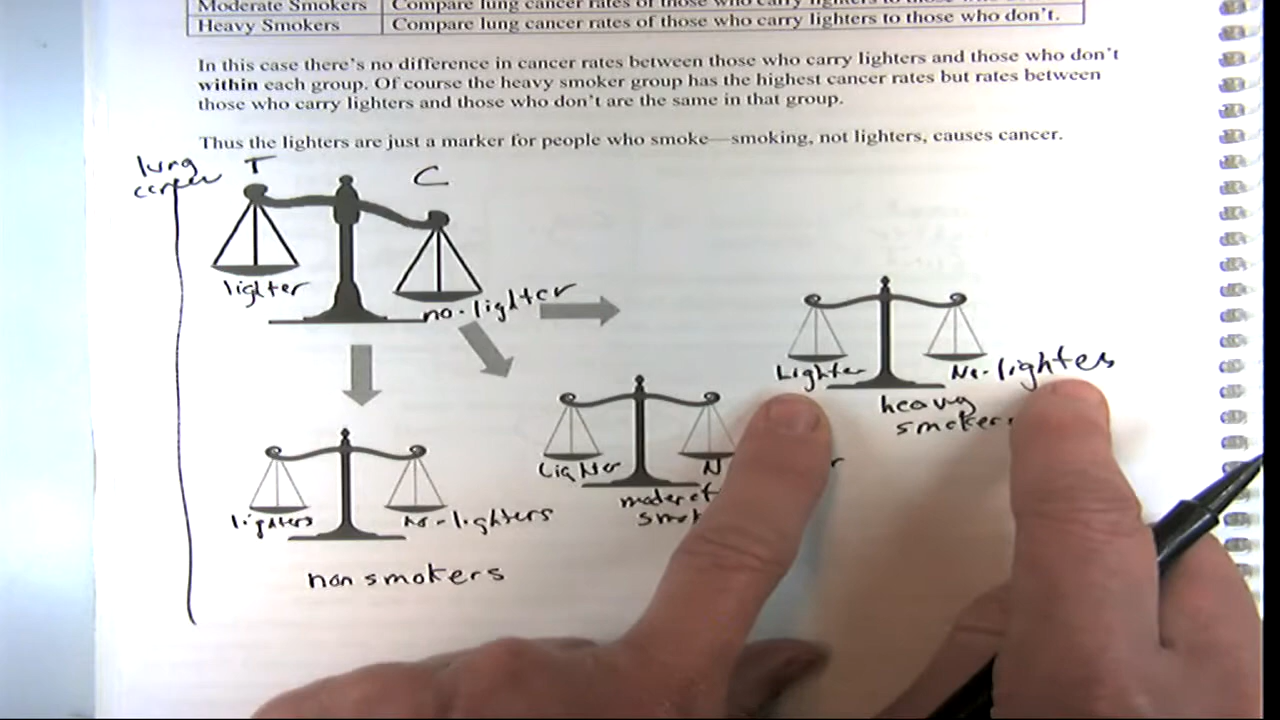 Moderate Smokers Compare lung cancer rates of those who carry lighters to those who don't.
Heavy Smokers Compare lung cancer rates of those who carry lighters to those who don't.
In this case there's no difference in cancer rates between those who carry lighters and those who don't
within each group. Of course the heavy smoker group has the highest cancer rates but rates between
those who carry lighters and those who don't are the same in that group.
Thus the lighters are just a marker for people who smoke—smoking, not lighters, causes cancer.
lung
cancer
T
C
lighter
no-lighter
Lighter
No-lighter
heavy
smokers
Lighter
N
r
moderat
smok
lighters
No-lighters
non smokers